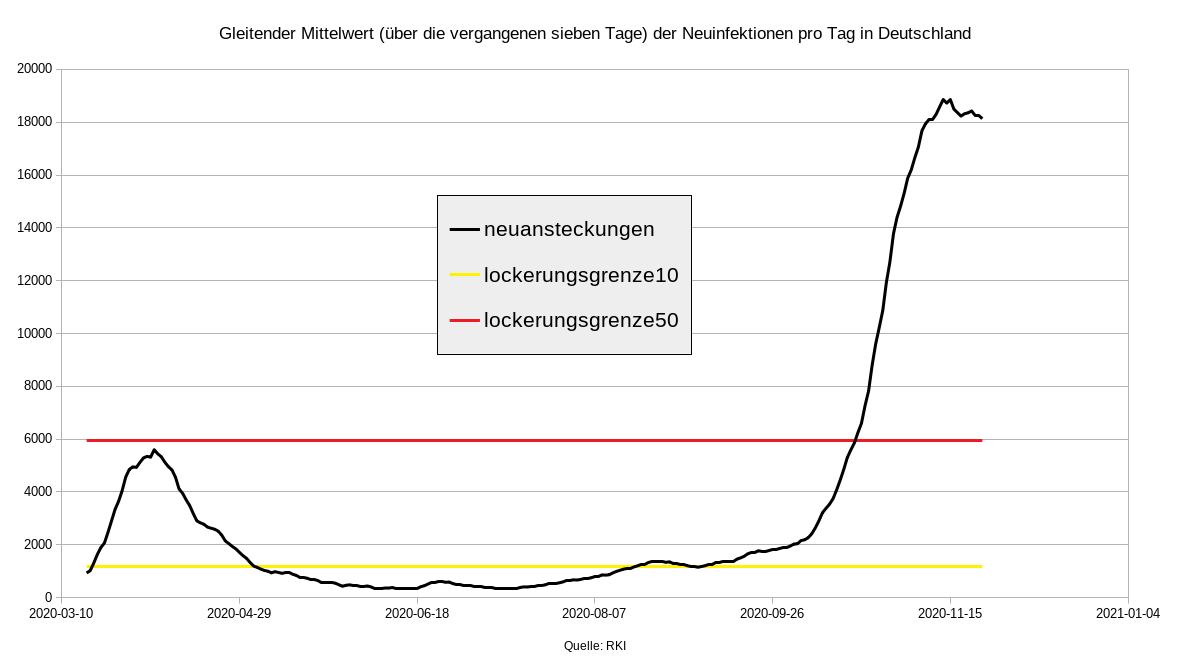 Gleitender Mittelwert (über die vergangenen sieben Tage) der Neuinfektionen pro Tag in Deutschland
20000
18000
16000
14000
12000
10000
8000
6000
4000
2000
0
neuansteckungen
lockerungsgrenze10
lockerungsgrenze50
2020-03-10 2020-04-29 2020-06-18 2020-08-07 2020-09-26 2020-11-15 2021-01-04
Quelle: RKI